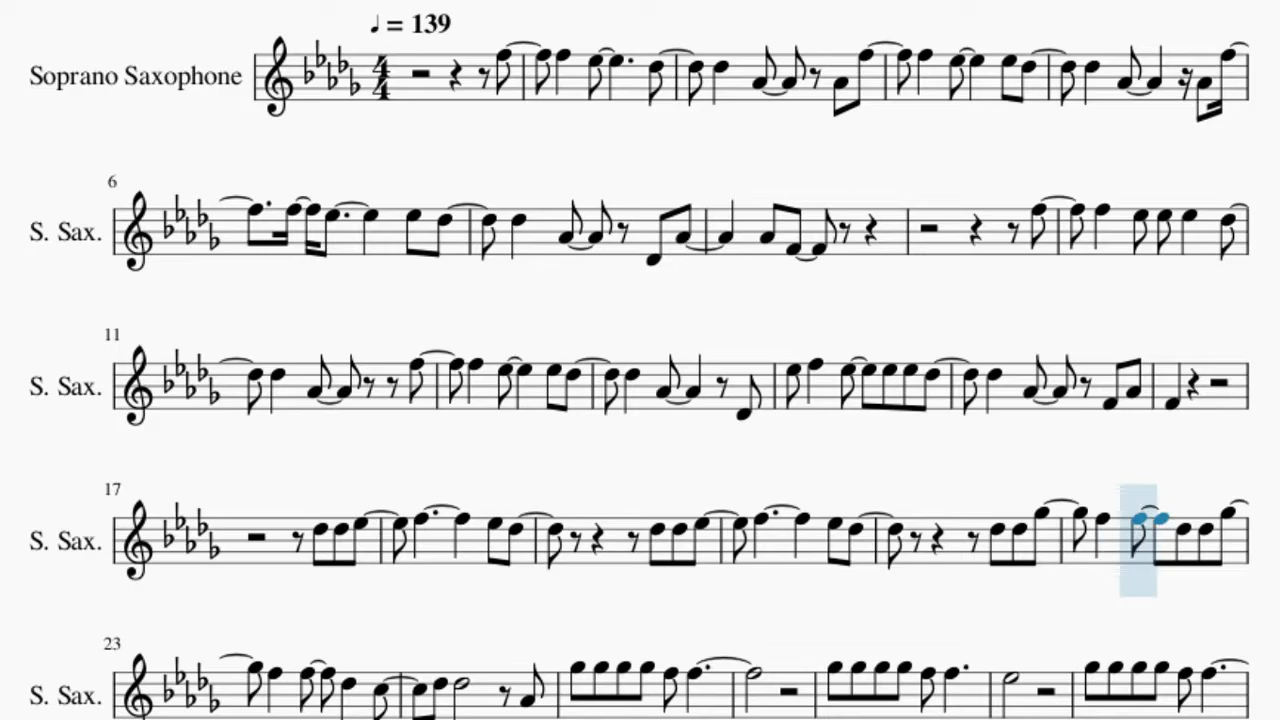 ♩ = 139
Soprano Saxophone
4
4
6
S. Sax.
11
S. Sax.
17
S. Sax.
23
S. Sax.